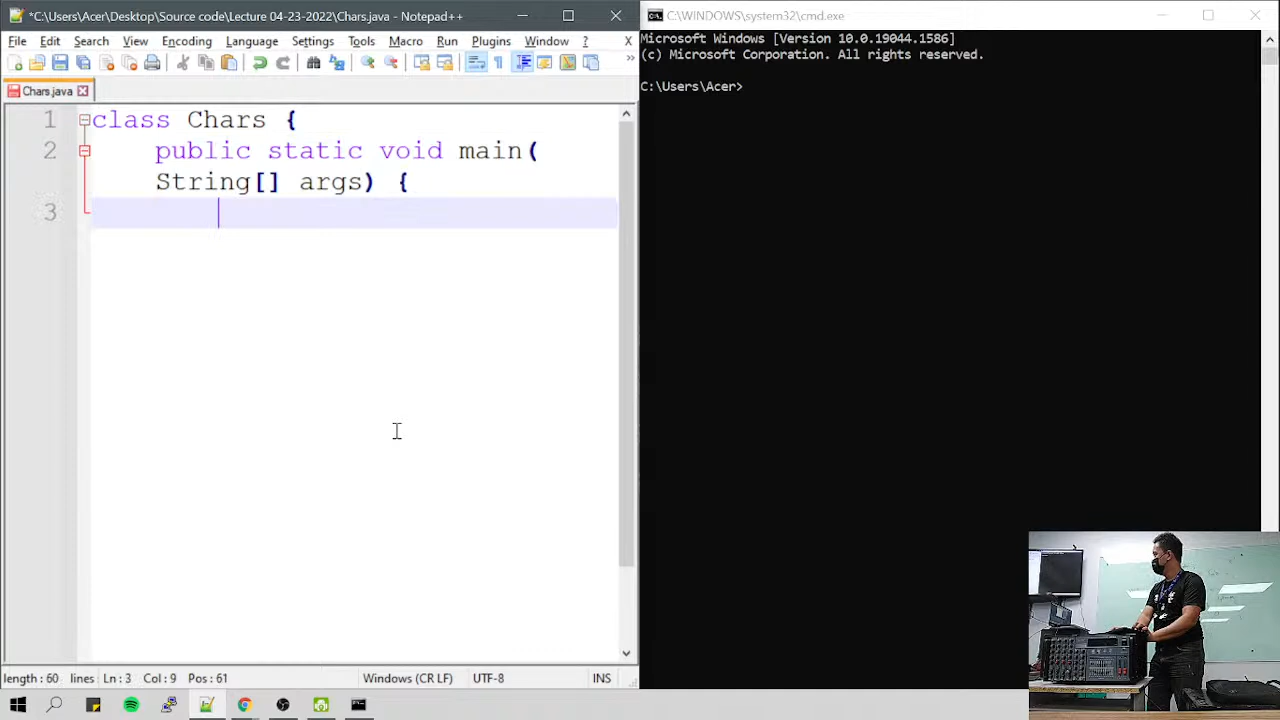 *C:\Users\Acer\Desktop\Source code\Lecture 04-23-2022\Chars.java - Notepad++
File Edit Search View Encoding Language Settings Tools Macro Run Plugins Window ? X
Chars.java
1 class Chars {
2 public static void main(
String[] args) {
3
length: 60 lines Ln: 3 Col: 9 Pos: 61 Windows (CR LF) UTF-8 INS
C:\WINDOWS\system32\cmd.exe
Microsoft Windows [Version 10.0.19044.1586]
(c) Microsoft Corporation. All rights reserved.
C:\Users\Acer>